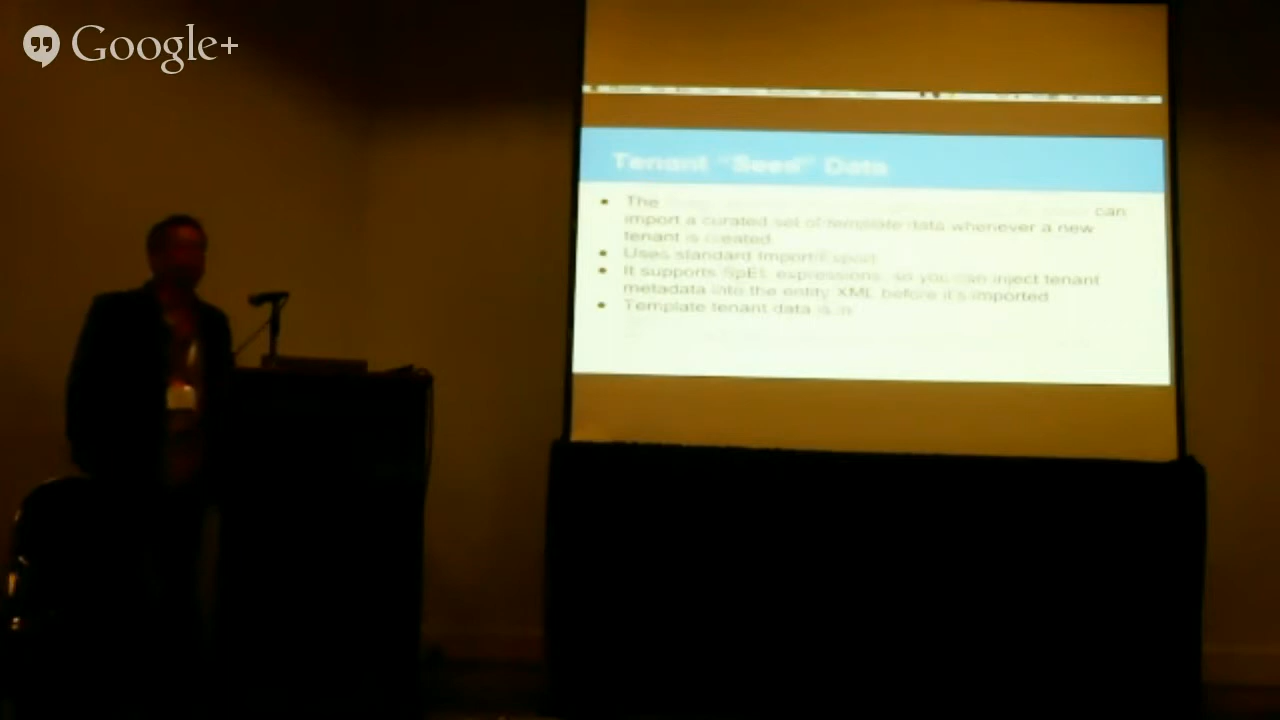 Google+
Tenant "Seed" Data
The can
import a curated set of template data whenever a new
tenant is created
Uses standard Import/Export
It supports SpEL expressions, so you can inject tenant
metadata into the entity XML before it's imported
Template tenant data is in